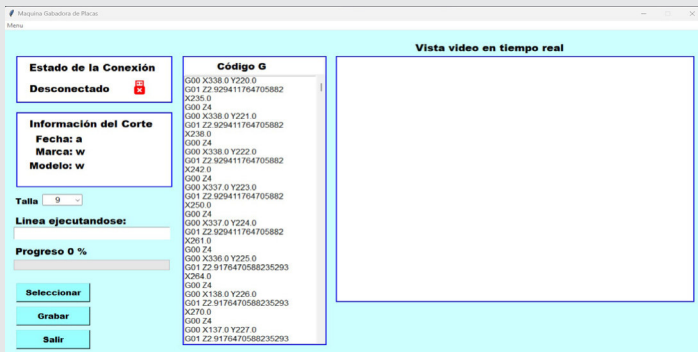 Maquina Gabadora de Placas
Menu
Vista video en tiempo real
Estado de la Conexión
Desconectado
Información del Corte
Fecha: a
Marca: w
Modelo: w
Talla 9
Linea ejecutandose:
Progreso 0 %
Seleccionar
Grabar
Salir
Código G
G00 X338.0 Y220.0
G01 Z2.929411764705882
X235.0
G00 Z4
G00 X338.0 Y221.0
G01 Z2.929411764705882
X238.0
G00 Z4
G00 X338.0 Y222.0
G01 Z2.929411764705882
X242.0
G00 Z4
G00 X337.0 Y223.0
G01 Z2.929411764705882
X250.0
G00 Z4
G00 X337.0 Y224.0
G01 Z2.929411764705882
X261.0
G00 Z4
G00 X336.0 Y225.0
G01 Z2.9176470588235293
X264.0
G00 Z4
G00 X138.0 Y226.0
G01 Z2.9176470588235293
X270.0
G00 Z4
G00 X137.0 Y227.0
G01 Z2.9176470588235293